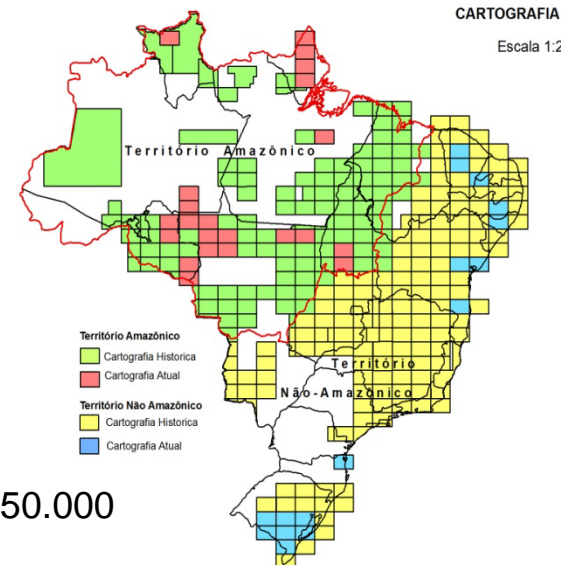 CARTOGRAFIA
Escala 1:2
Território Amazônico
Território Amazônico
Cartografia Historica
Cartografia Atual
Território Não Amazônico
Cartografia Historica
Cartografia Atual
Território
Não-Amazônico
50.000